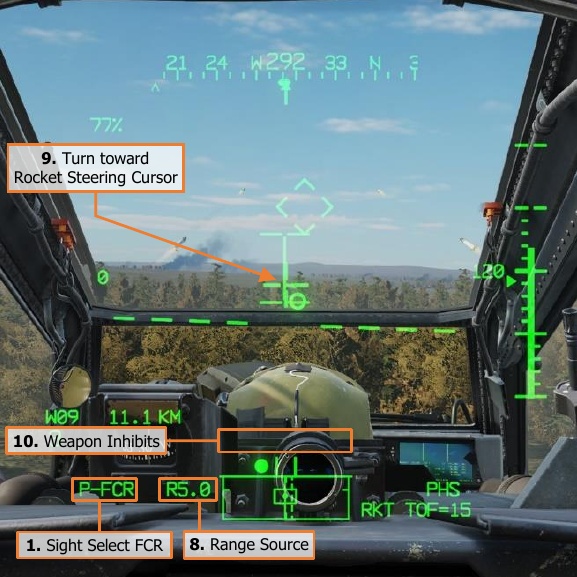 21 24 W 292 33 N 3
77%
9. Turn toward
Rocket Steering Cursor
0
120
W09 11.1 KM
10. Weapon Inhibits
P-FCR R5.0 PHS
RKT TOF=15
1. Sight Select FCR 8. Range Source